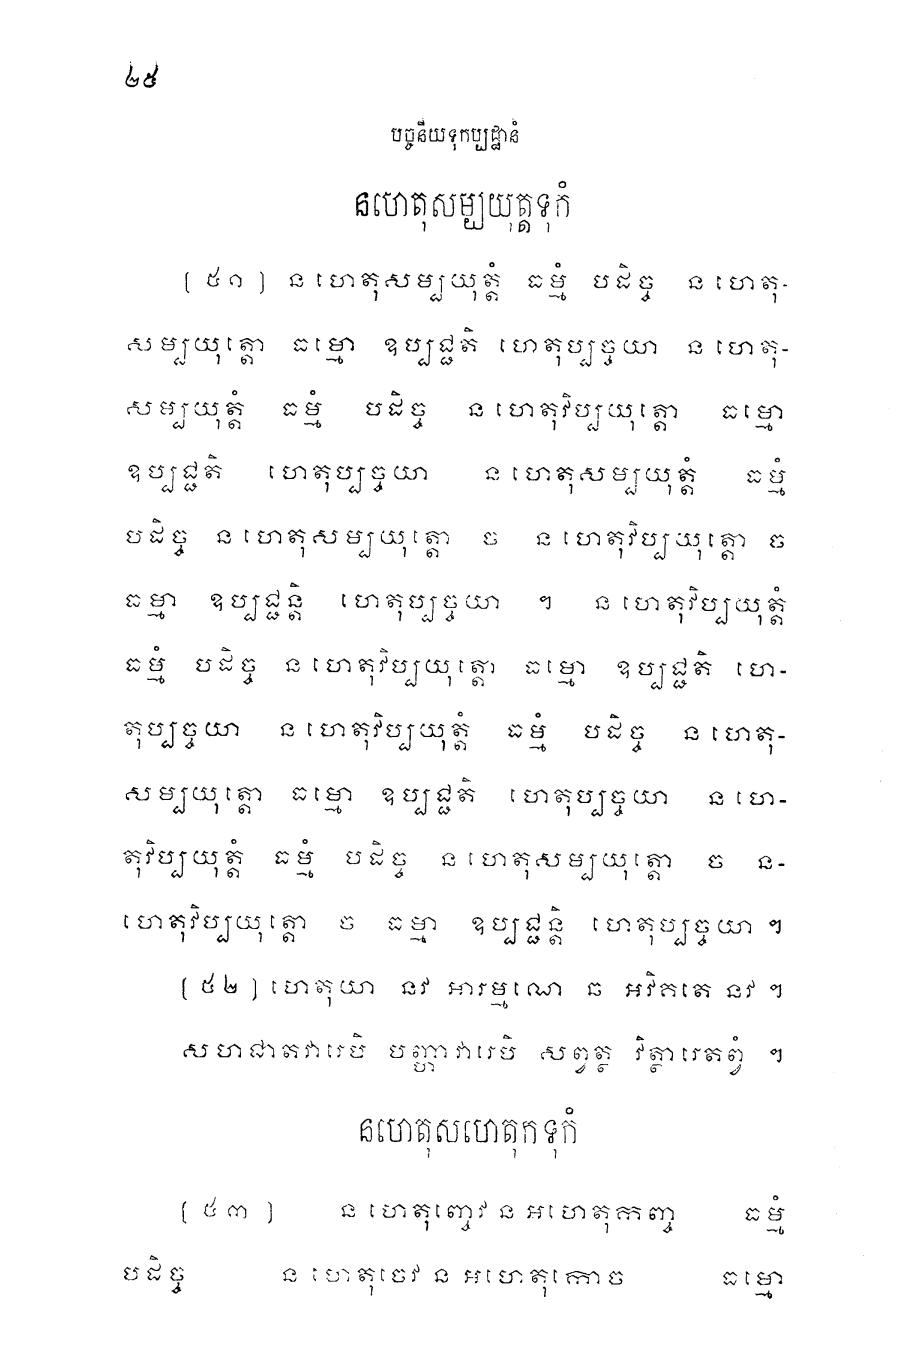 ២៥
បច្ចនីយទុកប្បដ្ឋានំ
នហេតុសម្បយុត្តទុកំ
(៥១) ន ហេតុសម្បយុត្តំ ធម្មំ បដិច្ច ន ហេតុ-
សម្បយុត្តោ ធម្មោ ឧប្បជ្ជតិ ហេតុប្បច្ចយា ន ហេតុ-
សម្បយុត្តំ ធម្មំ បដិច្ច ន ហេតុវិប្បយុត្តោ ធម្មោ
ឧប្បជ្ជតិ ហេតុប្បច្ចយា ន ហេតុសម្បយុត្តំ ធម្មំ
បដិច្ច ន ហេតុសម្បយុត្តោ ច ន ហេតុវិប្បយុត្តោ ច
ធម្មា ឧប្បជ្ជន្តិ ហេតុប្បច្ចយា ។ ន ហេតុវិប្បយុត្តំ
ធម្មំ បដិច្ច ន ហេតុវិប្បយុត្តោ ធម្មោ ឧប្បជ្ជតិ ហេ-
តុប្បច្ចយា ន ហេតុវិប្បយុត្តំ ធម្មំ បដិច្ច ន ហេតុ-
សម្បយុត្តោ ធម្មោ ឧប្បជ្ជតិ ហេតុប្បច្ចយា ន ហេ-
តុវិប្បយុត្តំ ធម្មំ បដិច្ច ន ហេតុសម្បយុត្តោ ច ន-
ហេតុវិប្បយុត្តោ ច ធម្មា ឧប្បជ្ជន្តិ ហេតុប្បច្ចយា ។
(៥២) ហេតុយា នវ អារម្មណេ ឆ អវិគតេ នវ ។
សហជាតវារេបិ បញ្ហាវារេបិ សព្វត្ថ វិត្ថារេតព្វំ ។
នហេតុសហេតុកទុកំ
(៥៣) ន ហេតុញ្ចេវ ន អហេតុកញ្ច ធម្មំ
បដិច្ច ន ហេតុចេវ ន អហេតុកោ ច ធម្មោ